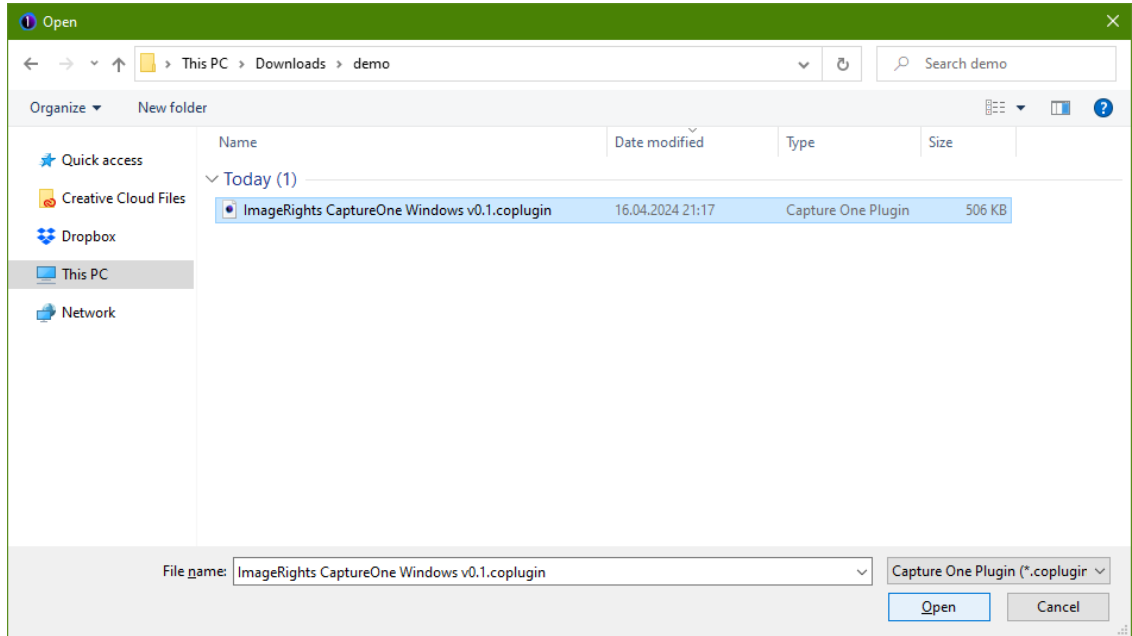 Open
This PC > Downloads > demo
Search demo
Organize
New folder
Name
Date modified
Type
Size
Quick access
Creative Cloud Files
Dropbox
This PC
Network
Today (1)
ImageRights CaptureOne Windows v0.1.coplugin 16.04.2024 21:17 Capture One Plugin 506 KB
File name: ImageRights CaptureOne Windows v0.1.coplugin
Capture One Plugin (*.coplugin
Open
Cancel